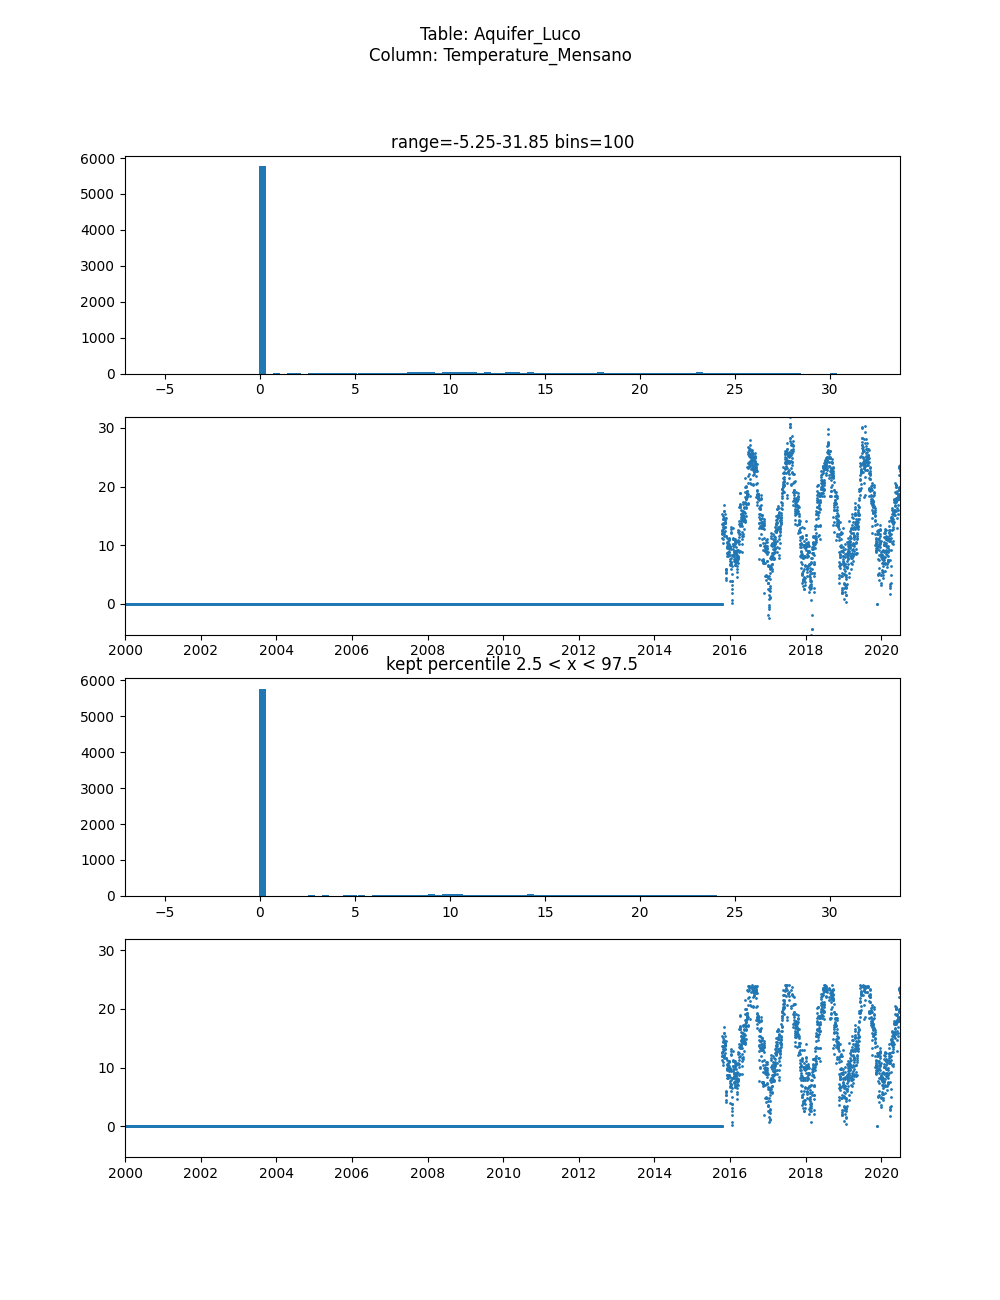 Table: Aquifer_Luco
Column: Temperature_Mensano
range=-5.25-31.85 bins=100
6000
5000
4000
3000
2000
1000
0
−5 0 5 10 15 20 25 30
30
20
10
0
2000 2002 2004 2006 2008 2010 2012 2014 2016 2018 2020
kept percentile 2.5 < x < 97.5
6000
5000
4000
3000
2000
1000
0
−5 0 5 10 15 20 25 30
30
20
10
0
2000 2002 2004 2006 2008 2010 2012 2014 2016 2018 2020